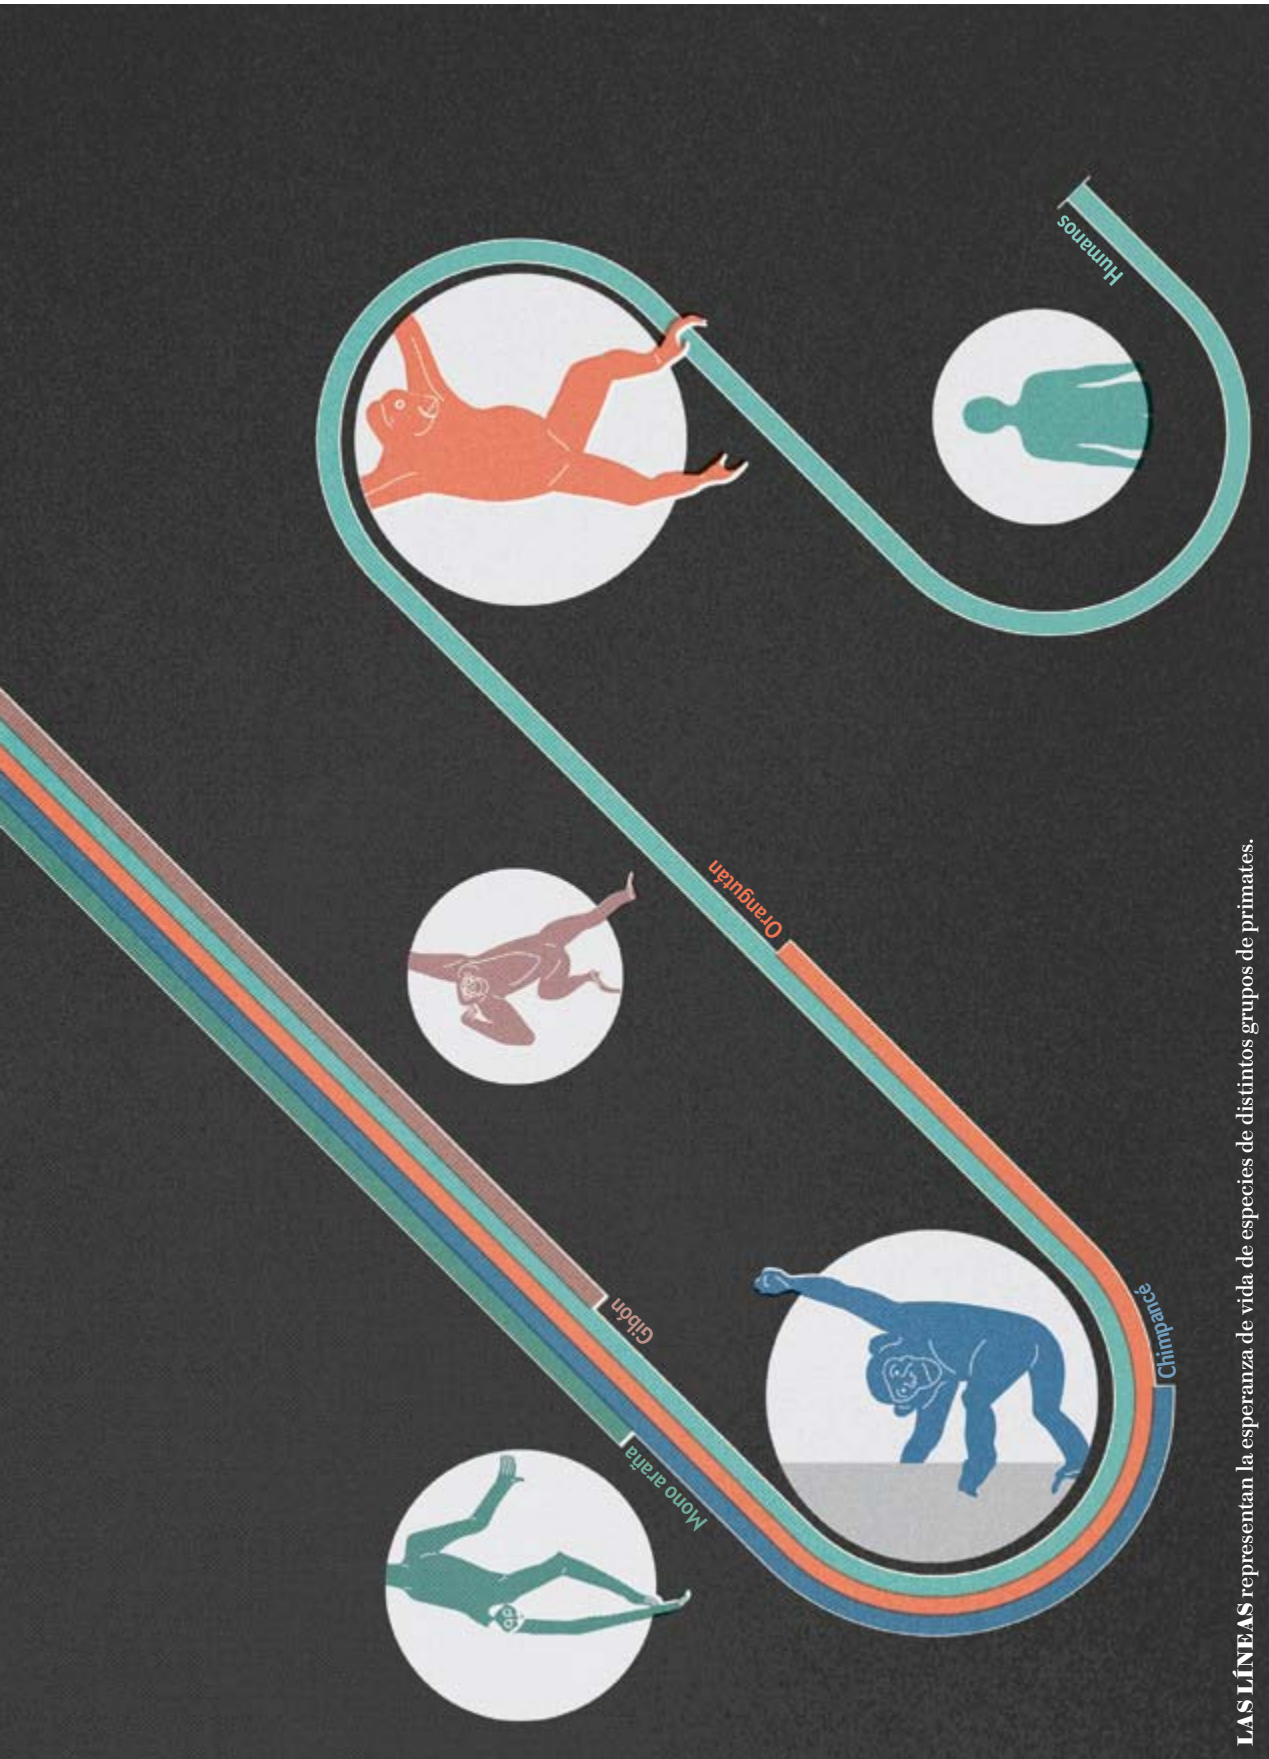 Humanos
Orangután
Gibón
Mono araña
Chimpancé
LAS LÍNEAS representan la esperanza de vida de especies de distintos grupos de primates.